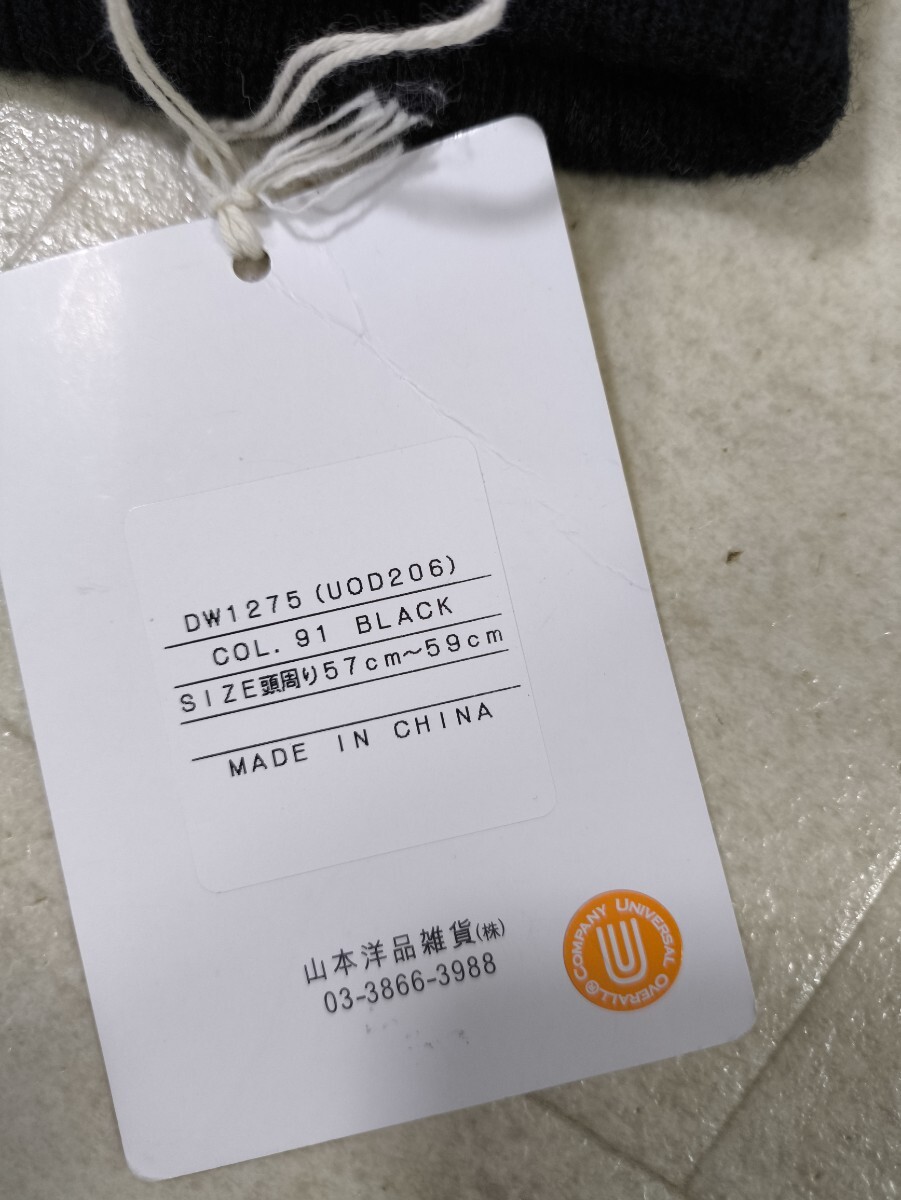 DW1275(UOD206)
COL.91 BLACK
SIZE頭周り57cm～59cm
MADE IN CHINA
山本洋品雑貨(株)
03-3866-3988
UNIVERSAL OVERALL® COMPANY
U